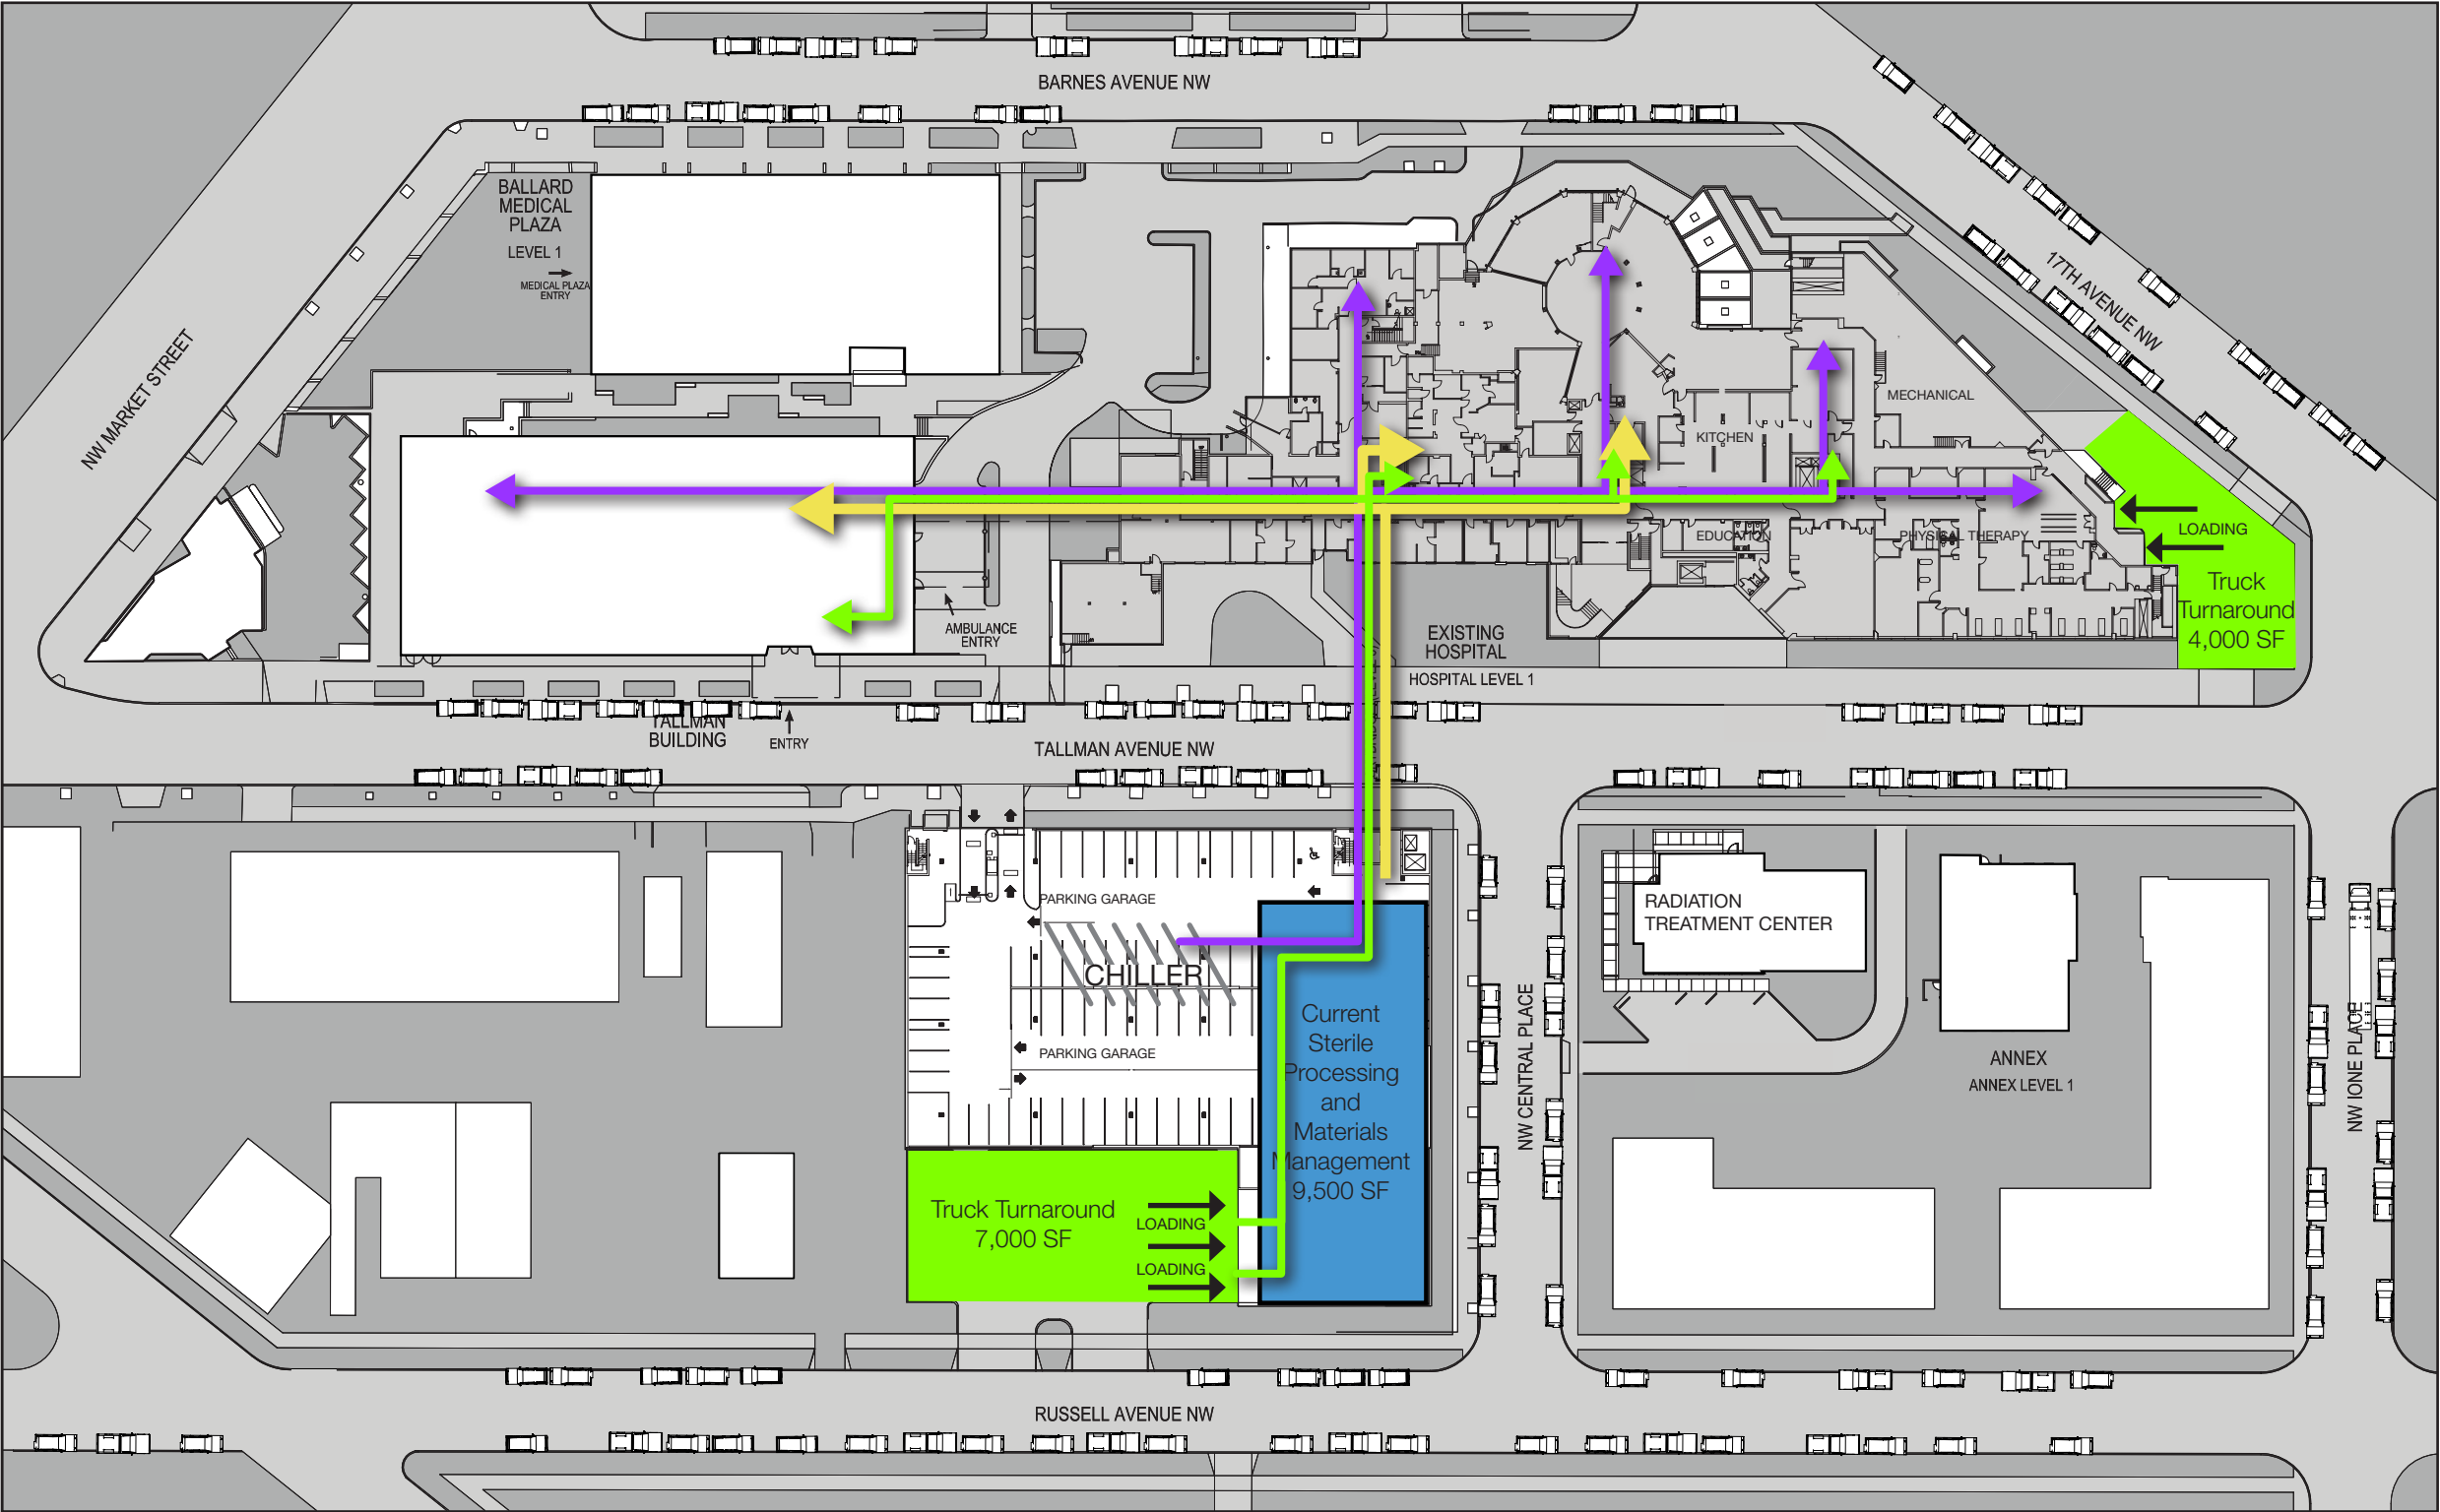 BARNES AVENUE NW
BALLARD
MEDICAL
PLAZA
LEVEL 1
MEDICAL PLAZA
ENTRY
17TH AVENUE NW
NW MARKET STREET
MECHANICAL
KITCHEN
LOADING
EDUCATION
PHYSICAL THERAPY
Truck
Turnaround
4,000 SF
AMBULANCE
ENTRY
EXISTING
HOSPITAL
HOSPITAL LEVEL 1
TALLMAN
BUILDING
ENTRY
TALLMAN AVENUE NW
PARKING GARAGE
RADIATION
TREATMENT CENTER
CHILLER
Current
Sterile
Processing
and
Materials
Management
9,500 SF
PARKING GARAGE
NW CENTRAL PLACE
ANNEX
ANNEX LEVEL 1
NW IONE PLACE
Truck Turnaround
7,000 SF
LOADING
LOADING
RUSSELL AVENUE NW